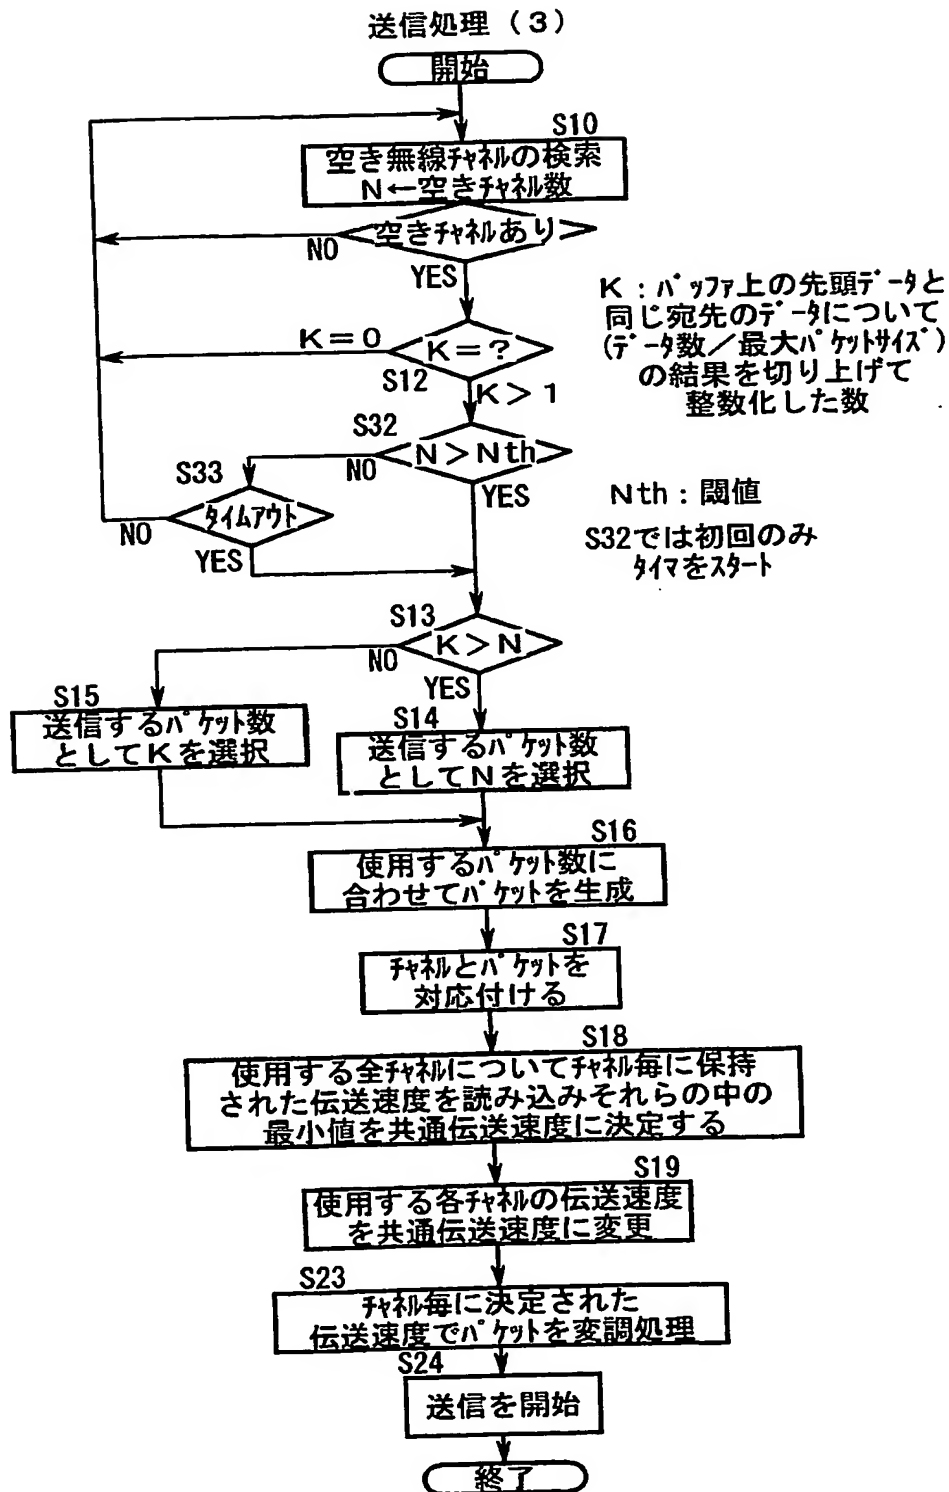 送信処理（3）
開始
S10
空き無線ﾁｬﾈﾙの検索
N←空きﾁｬﾈﾙ数
空きﾁｬﾈﾙあり
NO
YES
K：ﾊﾞｯﾌｧ上の先頭ﾃﾞｰﾀと
同じ宛先のﾃﾞｰﾀについて
(ﾃﾞｰﾀ数／最大ﾊﾟｹｯﾄｻｲｽﾞ)
の結果を切り上げて
整数化した数
K＝0
K＝？
S12
K＞1
S32
N＞Nth
NO
YES
S33
ﾀｲﾑｱｳﾄ
NO
YES
Nth：閾値
S32では初回のみ
ﾀｲﾏをｽﾀｰﾄ
S13
K＞N
NO
YES
S15
送信するﾊﾟｹｯﾄ数
としてKを選択
S14
送信するﾊﾟｹｯﾄ数
としてNを選択
S16
使用するﾊﾟｹｯﾄ数に
合わせてﾊﾟｹｯﾄを生成
S17
ﾁｬﾈﾙとﾊﾟｹｯﾄを
対応付ける
S18
使用する全ﾁｬﾈﾙについてﾁｬﾈﾙ毎に保持
された伝送速度を読み込みそれらの中の
最小値を共通伝送速度に決定する
S19
使用する各ﾁｬﾈﾙの伝送速度
を共通伝送速度に変更
S23
ﾁｬﾈﾙ毎に決定された
伝送速度でﾊﾟｹｯﾄを変調処理
S24
送信を開始
終了